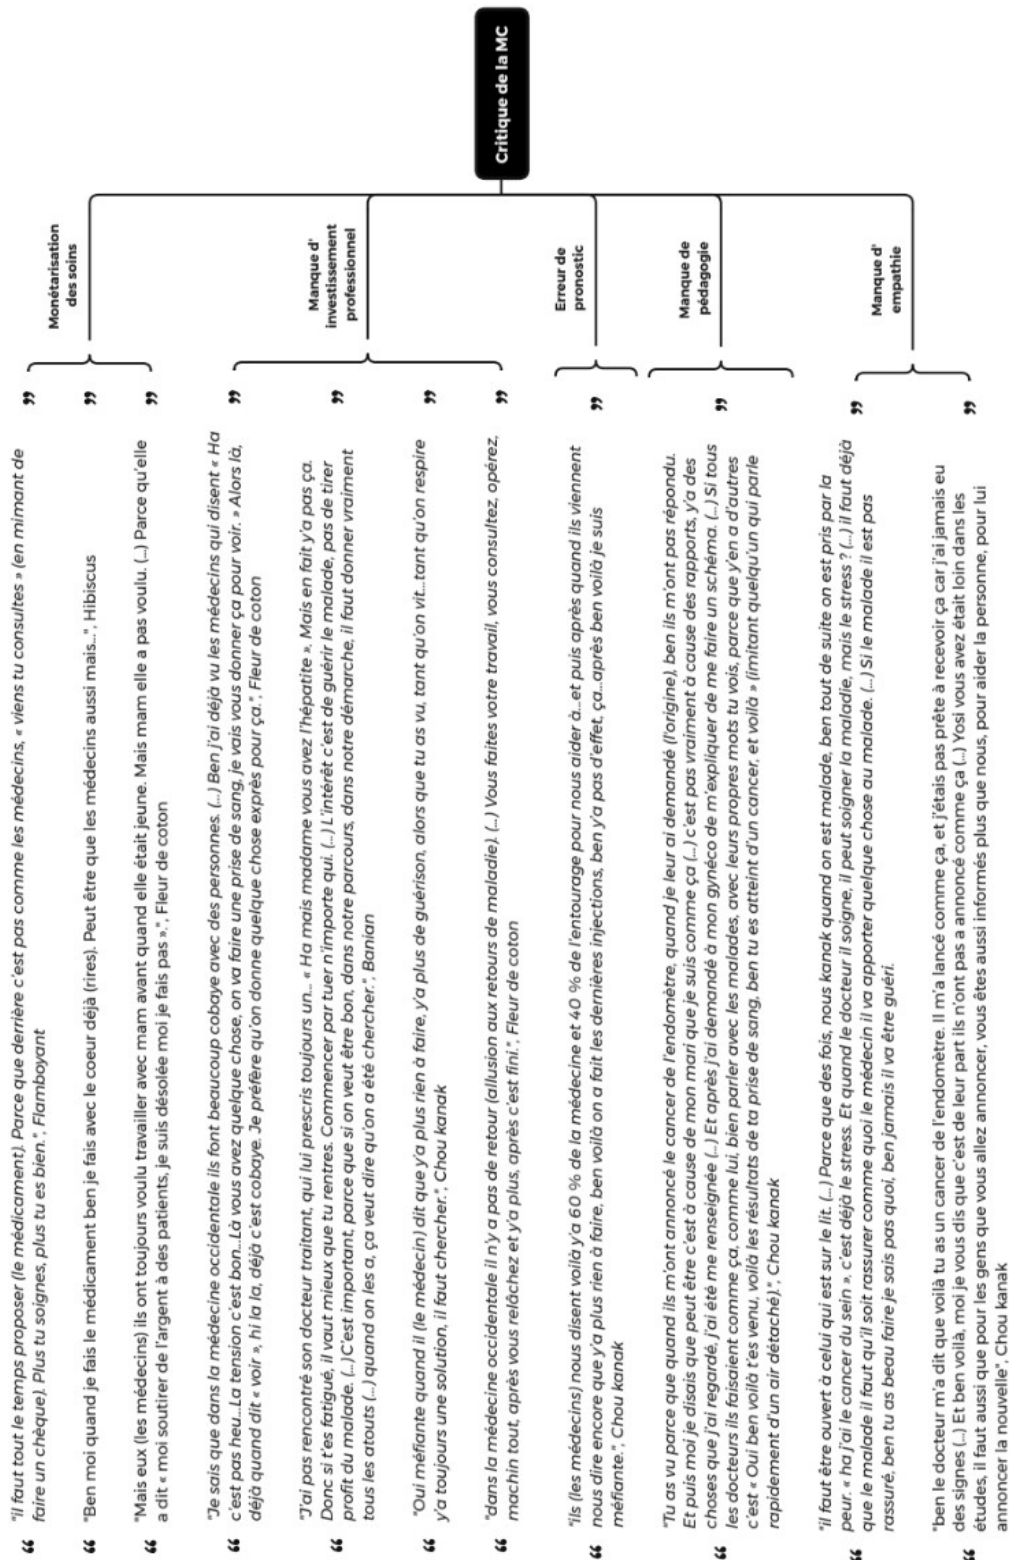 Critique de la MC
Monétarisation
des soins
“
"il faut tout le temps proposer (le médicament). Parce que derrière c'est pas comme les médecins, « viens tu consultes » (en mimant de
faire un chèque). Plus tu soignes, plus tu es bien.", Flamboyant
”
“
"Ben moi quand je fais le médicament ben je fais avec le coeur déjà (rires). Peut être que les médecins aussi mais...", Hibiscus
”
“
"Mais eux (les médecins) ils ont toujours voulu travailler avec mam avant quand elle était jeune. Mais mam elle a pas voulu. (...) Parce qu'elle
a dit « moi soutirer de l'argent à des patients, je suis désolée moi je fais pas ».", Fleur de coton
”
Manque d'
investissement
professionnel
“
"Je sais que dans la médecine occidentale ils font beaucoup cobaye avec des personnes. (...) Ben j'ai déjà vu les médecins qui disent « Ha
c'est pas heu...La tension c'est bon...Là vous avez quelque chose, on va faire une prise de sang, je vais vous donner ça pour voir. » Alors là,
déjà quand dit « voir », hi la la, déjà c'est cobaye. Je préfère qu'on donne quelque chose exprès pour ça.", Fleur de coton
”
“
"J'ai pas rencontré son docteur traitant, qui lui prescris toujours un... « Ha mais madame vous avez l'hépatite ». Mais en fait y'a pas ça.
Donc si t'es fatigué, il vaut mieux que tu rentres. Commencer par tuer n'importe qui. (...) L'intérêt c'est de guérir le malade, pas de tirer
profit du malade. (...)C'est important, parce que si on veut être bon, dans notre parcours, dans notre démarche, il faut donner vraiment
tous les atouts (...) quand on les a, ça veut dire qu'on a été chercher.", Banian
”
“
"Oui méfiante quand il (le médecin) dit que y'a plus rien à faire, y'a plus de guérison, alors que tu as vu, tant qu'on vit...tant qu'on respire
y'a toujours une solution, il faut chercher.", Chou kanak
”
“
"dans la médecine occidentale il n'y a pas de retour (allusion aux retours de maladie). (...) Vous faites votre travail, vous consultez, opérez,
machin tout, après vous relâchez et y'a plus, après c'est fini.", Fleur de coton
”
Erreur de
pronostic
“
"ils (les médecins) nous disent voilà y'a 60 % de la médecine et 40 % de l'entourage pour nous aider à...et puis après quand ils viennent
nous dire encore que y'a plus rien à faire, ben voilà on a fait les dernières injections, ben y'a pas d'effet, ça...après ben voilà je suis
méfiante.", Chou kanak
”
Manque de
pédagogie
“
"Tu as vu parce que quand ils m'ont annoncé le cancer de l'endomètre, quand je leur ai demandé (l'origine), ben ils m'ont pas répondu.
Et puis moi je disais que peut être c'est à cause de mon mari que je suis comme ça (...) c'est pas vraiment à cause des rapports, y'a des
choses que j'ai regardé, j'ai été me renseignée (...) Et après j'ai demandé à mon gynéco de m'expliquer de me faire un schéma. (...) Si tous
les docteurs ils faisaient comme ça, comme lui, bien parler avec les malades, avec leurs propres mots tu vois, parce que y'en a d'autres
c'est « Oui ben voilà t'es venu, voilà les résultats de ta prise de sang, ben tu es atteint d'un cancer, et voilà » (imitant quelqu'un qui parle
rapidement d'un air détaché).", Chou kanak
”
Manque d'
empathie
“
"il faut être ouvert à celui qui est sur le lit. (...) Parce que des fois, nous kanak quand on est malade, ben tout de suite on est pris par la
peur. « ha j'ai le cancer du sein », c'est déjà le stress. Et quand le docteur il soigne, il peut soigner la maladie, mais le stress ? (...) il faut déjà
que le malade il faut qu'il soit rassurer comme quoi le médecin il va apporter quelque chose au malade. (...) Si le malade il est pas
rassuré, ben tu as beau faire je sais pas quoi, ben jamais il va être guéri.
”
“
"ben le docteur m'a dit que voilà tu as un cancer de l'endomètre. Il m'a lancé comme ça, et j'étais pas prête à recevoir ça car j'ai jamais eu
des signes (...) Et ben voilà, moi je vous dis que c'est de leur part ils n'ont pas a annoncé comme ça (...) Yosi vous avez était loin dans les
études, il faut aussi que pour les gens que vous allez annoncer, vous êtes aussi informés plus que nous, pour aider la personne, pour lui
annoncer la nouvelle", Chou kanak
”